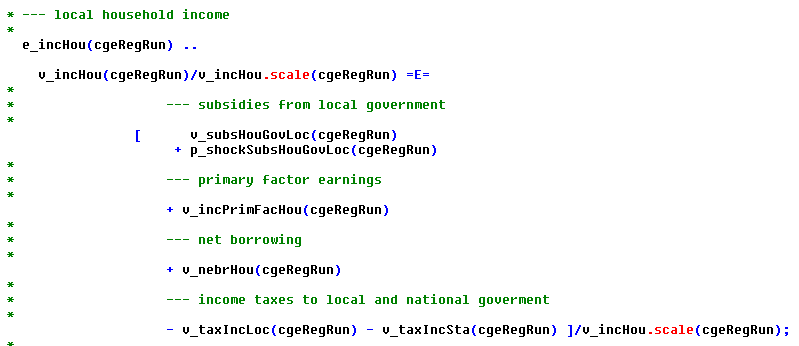 * --- local household income
*
e_incHou(cgeRegRun) ..
v_incHou(cgeRegRun)/v_incHou.scale(cgeRegRun) =E=
*
* --- subsidies from local government
*
[ v_subsHouGovLoc(cgeRegRun)
+ p_shockSubsHouGovLoc(cgeRegRun)
*
* --- primary factor earnings
*
+ v_incPrimFacHou(cgeRegRun)
*
* --- net borrowing
*
+ v_nebrHou(cgeRegRun)
*
* --- income taxes to local and national goverment
*
- v_taxIncLoc(cgeRegRun) - v_taxIncSta(cgeRegRun) ]/v_incHou.scale(cgeRegRun);
*